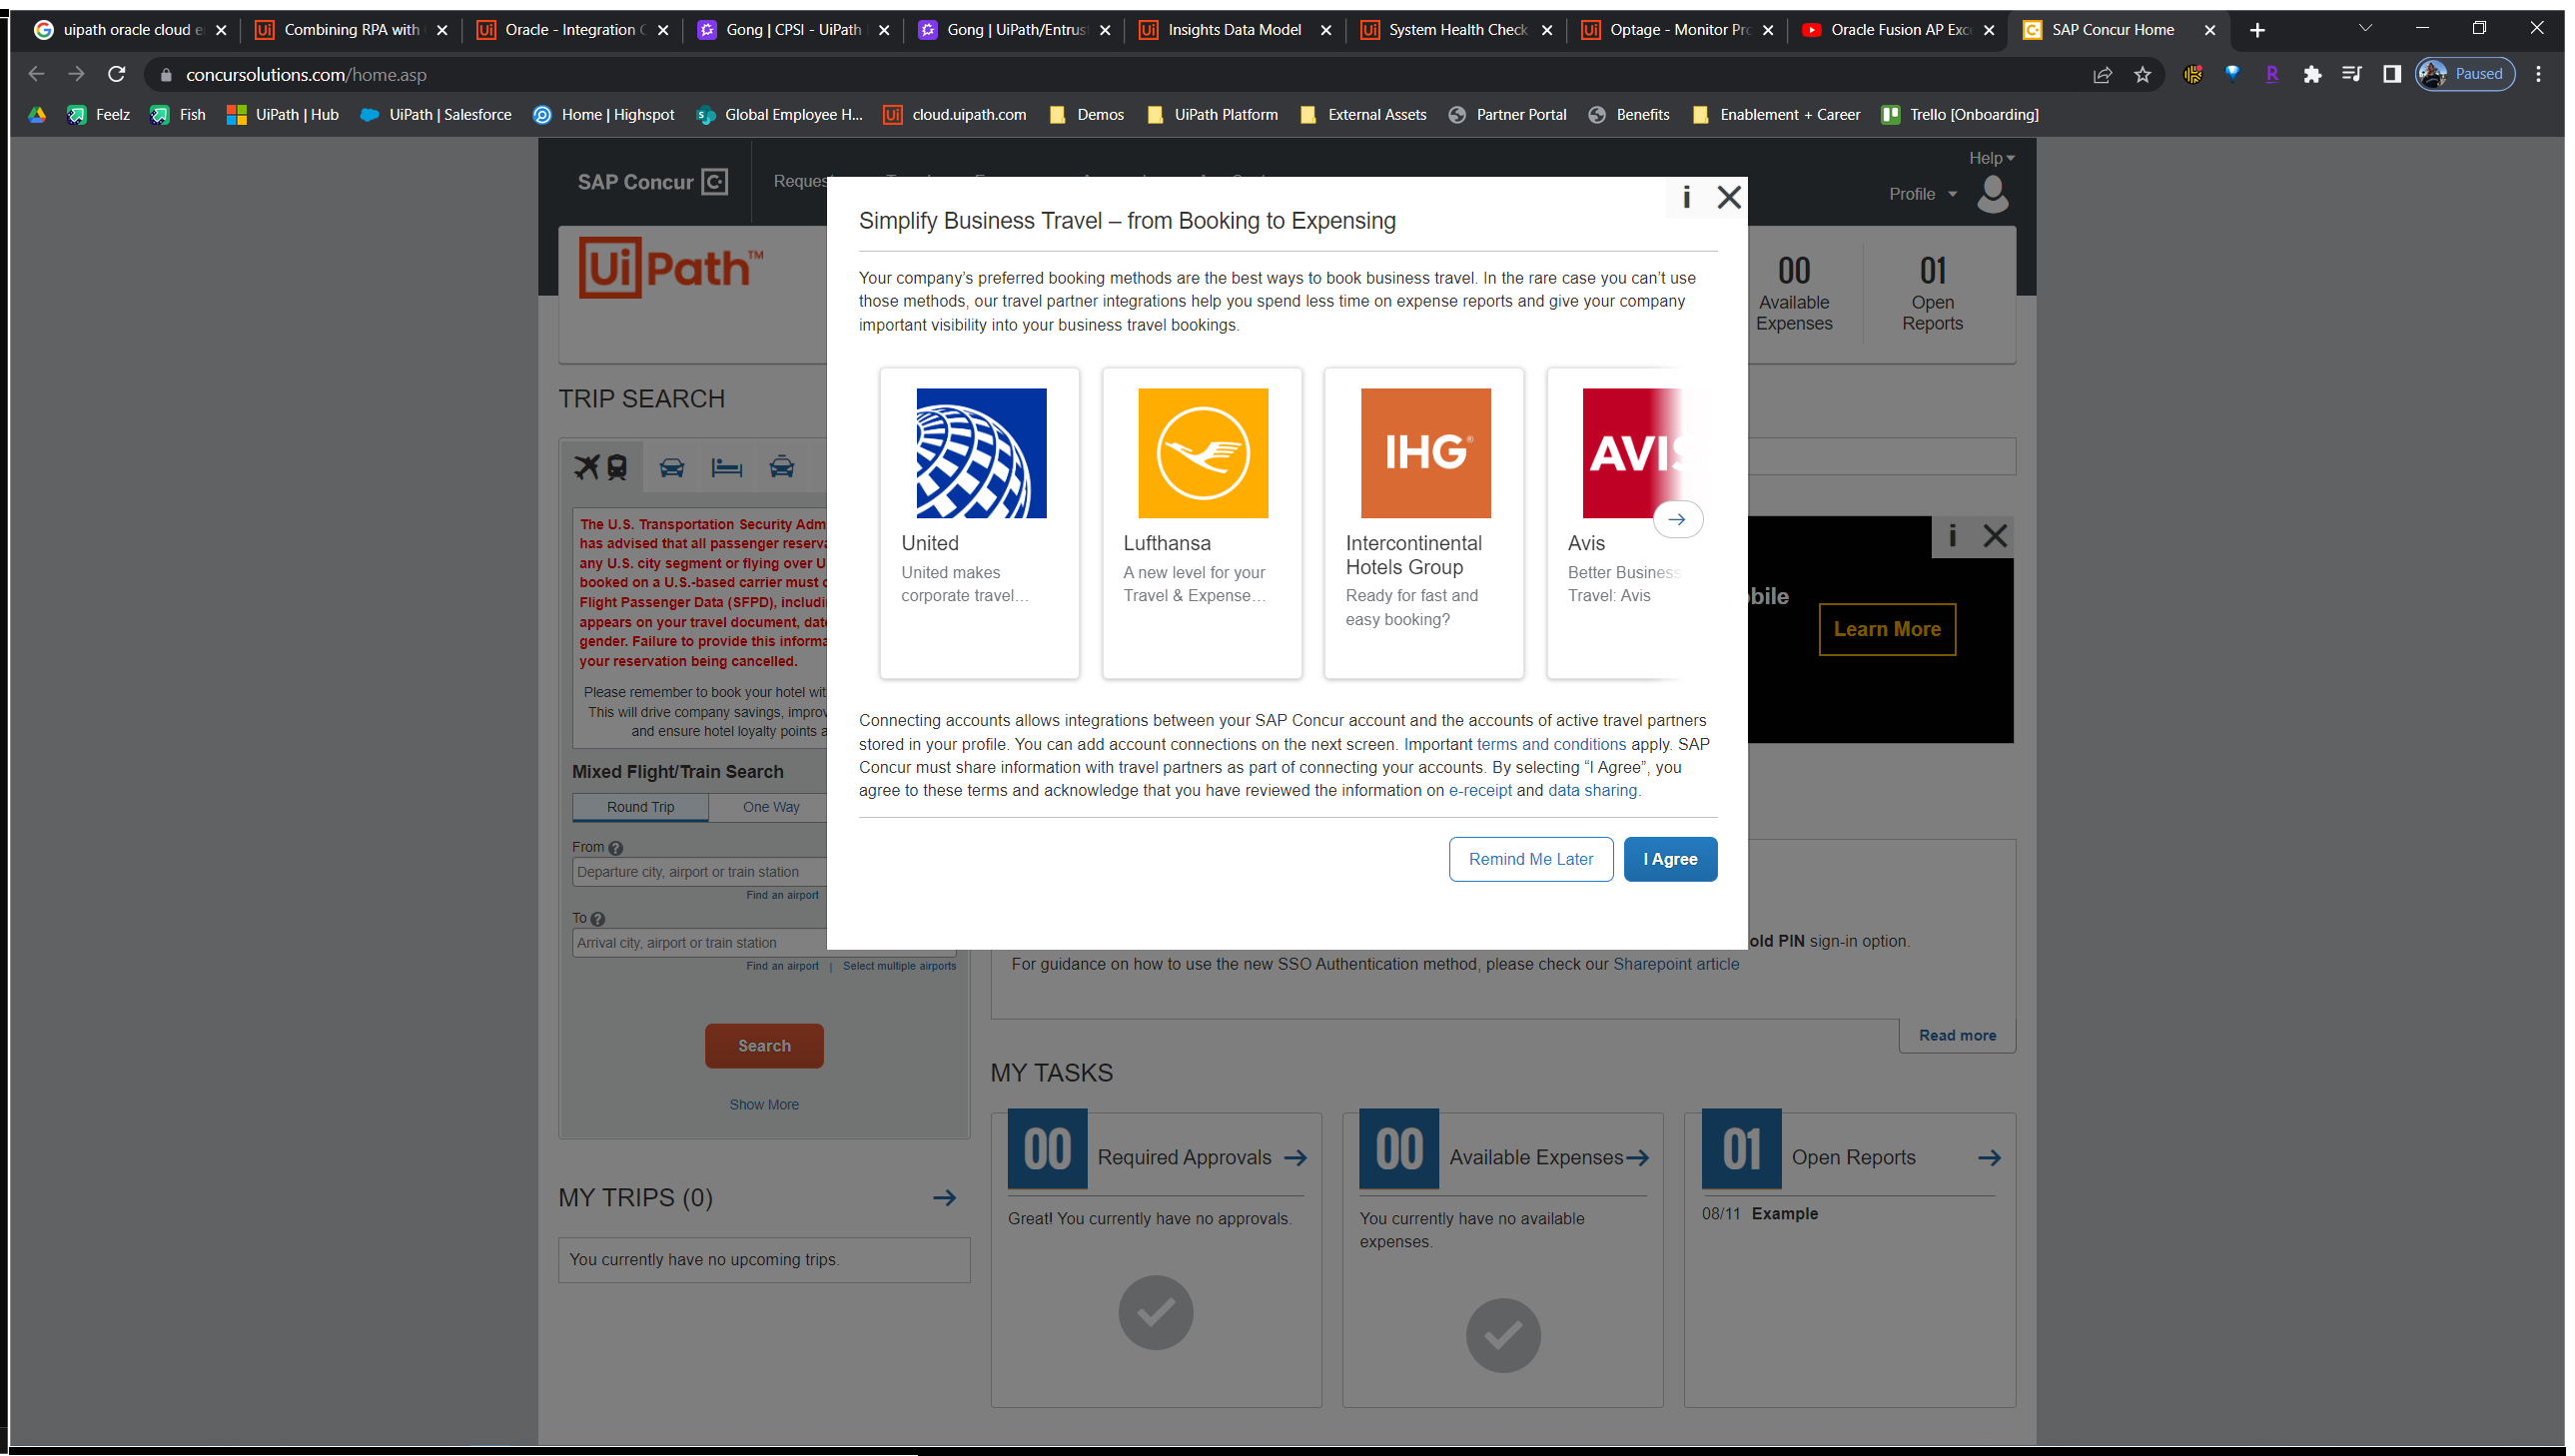 uipath oracle cloud e
Combining RPA with
Oracle - Integration C
Gong | CPSI - UiPath
Gong | UiPath/Entrus
Insights Data Model
System Health Check
Optage - Monitor Pro
Oracle Fusion AP Exc
SAP Concur Home
concursolutions.com/home.asp
Paused
Feelz
Fish
UiPath | Hub
UiPath | Salesforce
Home | Highspot
Global Employee H...
cloud.uipath.com
Demos
UiPath Platform
External Assets
Partner Portal
Benefits
Enablement + Career
Trello [Onboarding]
SAP Concur
Reques
Help
Profile
UiPath™
00
Available
Expenses
01
Open
Reports
Simplify Business Travel – from Booking to Expensing
Your company's preferred booking methods are the best ways to book business travel. In the rare case you can't use
those methods, our travel partner integrations help you spend less time on expense reports and give your company
important visibility into your business travel bookings.
IHG®
AVIS
United
United makes
corporate travel...
Lufthansa
A new level for your
Travel & Expense...
Intercontinental
Hotels Group
Ready for fast and
easy booking?
Avis
Better Business
Travel: Avis
Connecting accounts allows integrations between your SAP Concur account and the accounts of active travel partners
stored in your profile. You can add account connections on the next screen. Important terms and conditions apply. SAP
Concur must share information with travel partners as part of connecting your accounts. By selecting “I Agree”, you
agree to these terms and acknowledge that you have reviewed the information on e-receipt and data sharing.
Remind Me Later
I Agree
TRIP SEARCH
The U.S. Transportation Security Adm
has advised that all passenger reserva
any U.S. city segment or flying over U
booked on a U.S.-based carrier must c
Flight Passenger Data (SFPD), includi
appears on your travel document, dat
gender. Failure to provide this informa
your reservation being cancelled.
Please remember to book your hotel wit
This will drive company savings, improv
and ensure hotel loyalty points a
Mixed Flight/Train Search
Round Trip
One Way
From
Departure city, airport or train station
Find an airport
To
Arrival city, airport or train station
Find an airport | Select multiple airports
Search
Show More
MY TRIPS (0)
You currently have no upcoming trips.
bile
Learn More
old PIN sign-in option.
For guidance on how to use the new SSO Authentication method, please check our Sharepoint article
Read more
MY TASKS
00
Required Approvals
Great! You currently have no approvals.
00
Available Expenses
You currently have no available
expenses.
01
Open Reports
08/11 Example